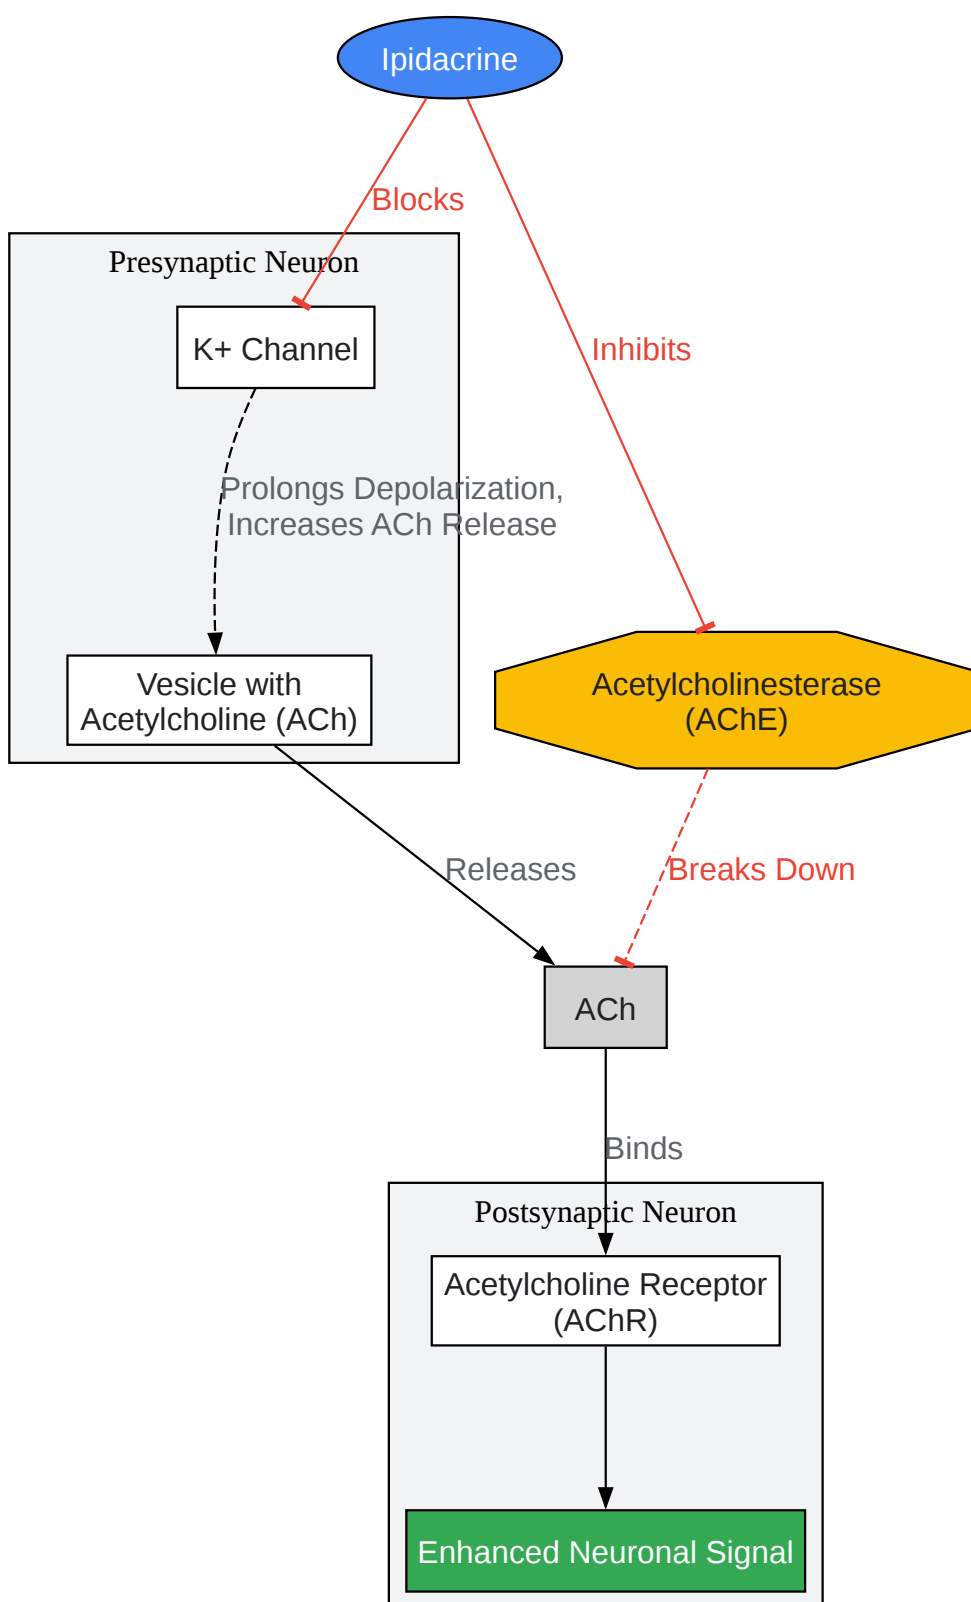 Ipidacrine
Blocks
Presynaptic Neuron
K+ Channel
Inhibits
Prolongs Depolarization,
Increases ACh Release
Vesicle with
Acetylcholine (ACh)
Acetylcholinesterase
(AChE)
Releases
Breaks Down
ACh
Binds
Postsynaptic Neuron
Acetylcholine Receptor
(AChR)
Enhanced Neuronal Signal